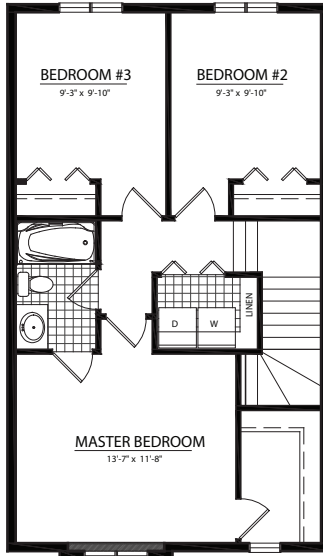 BEDROOM #3
9'-3" x 9'-10"
BEDROOM #2
9'-3" x 9'-10"
D
W
LINEN
MASTER BEDROOM
13'-7" x 11'-8"